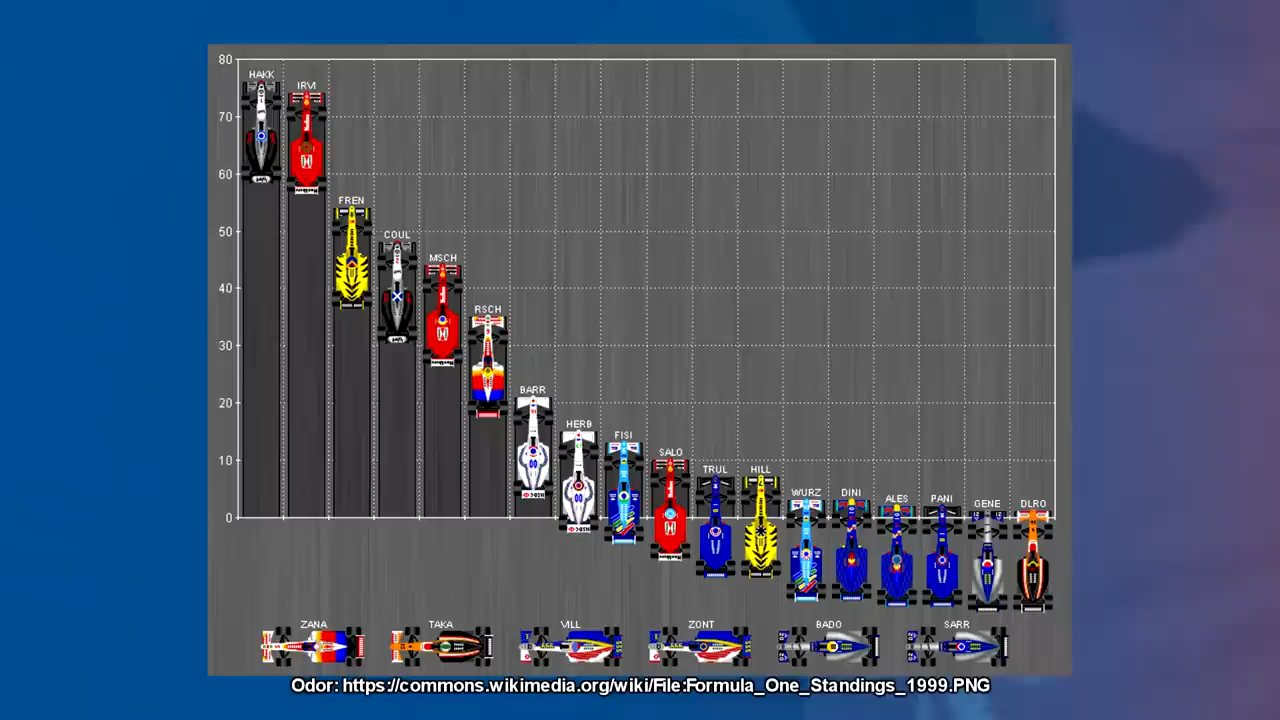 80
HAKK
IRVI
70
60
FREN
50
COUL
MSCH
40
RSCH
30
BARR
20
HERB
FISI
10
SALO
TRUL
HILL
WURZ
DINI
ALES
PANI
GENE
DLRO
0
ZANA
TAKA
VILL
ZONT
BADO
SARR
Odor: https://commons.wikimedia.org/wiki/File:Formula_One_Standings_1999.PNG